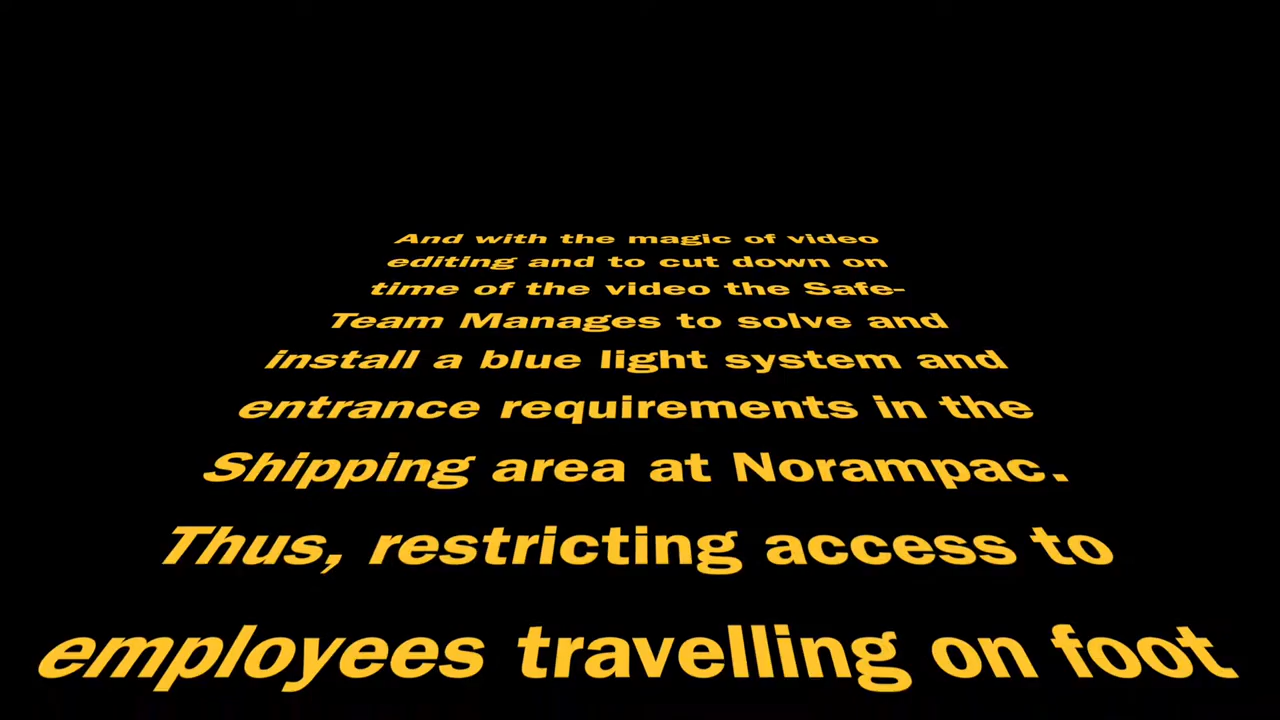 And with the magic of video
editing and to cut down on
time of the video the Safe-
Team Manages to solve and
install a blue light system and
entrance requirements in the
Shipping area at Norampac.
Thus, restricting access to
employees travelling on foot